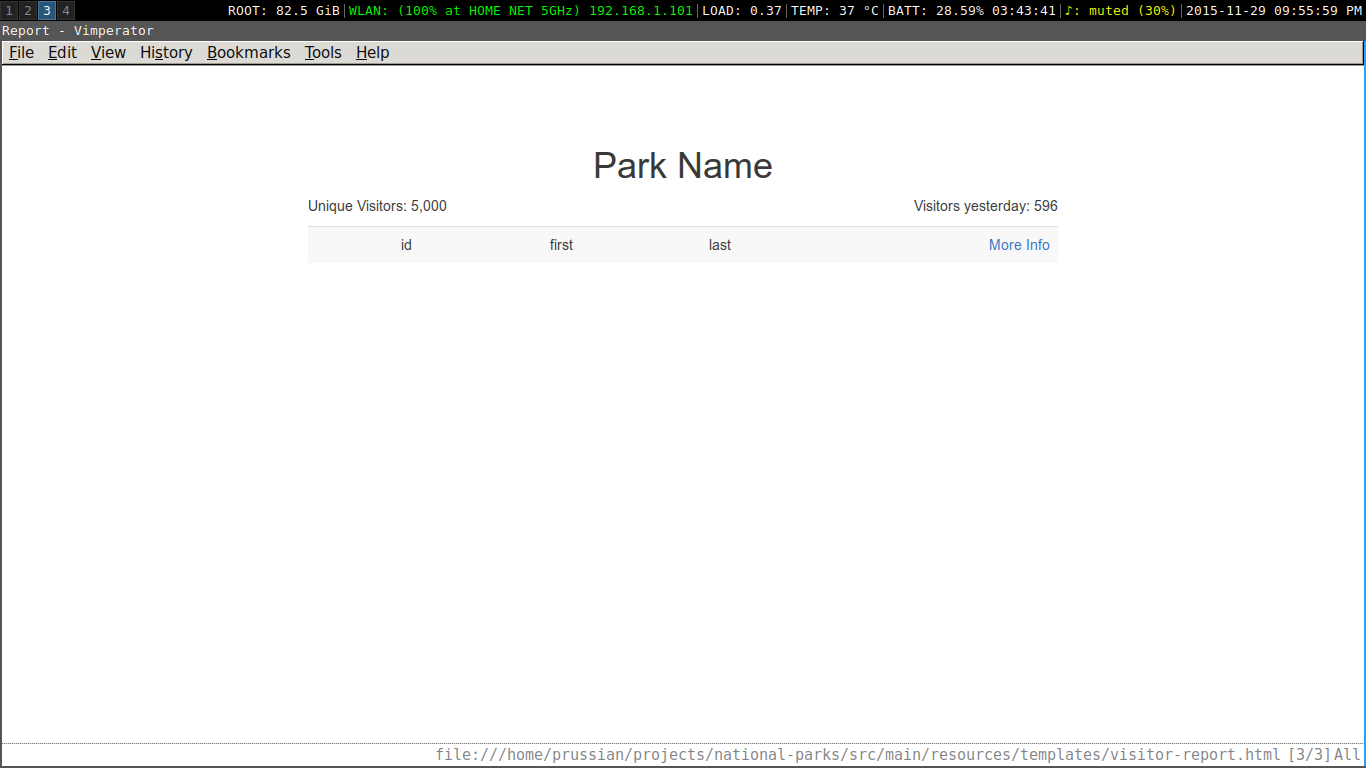 1 2 3 4 ROOT: 82.5 GiB|WLAN: (100% at HOME NET 5GHz) 192.168.1.101|LOAD: 0.37|TEMP: 37 °C|BATT: 28.59% 03:43:41|♪: muted (30%)|2015-11-29 09:55:59 PM
Report - Vimperator
File Edit View History Bookmarks Tools Help
Park Name
Unique Visitors: 5,000 Visitors yesterday: 596
id first last More Info
file:///home/prussian/projects/national-parks/src/main/resources/templates/visitor-report.html [3/3] All